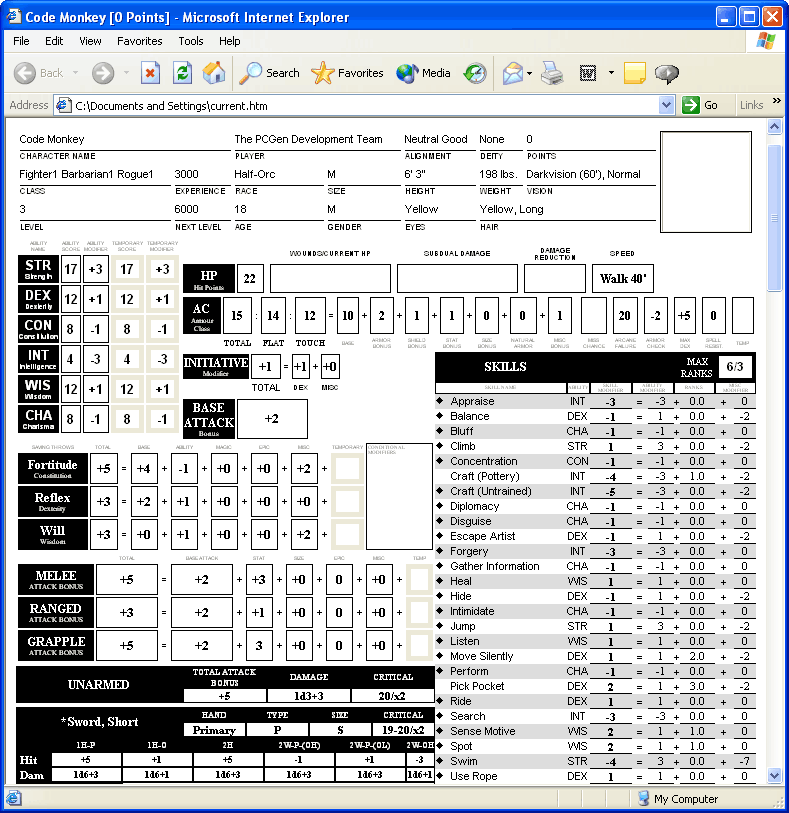 Code Monkey [0 Points] - Microsoft Internet Explorer
File Edit View Favorites Tools Help
Back Search Favorites Media
Address C:\Documents and Settings\current.htm Go Links »
Code Monkey The PCGen Development Team Neutral Good None 0
CHARACTER NAME PLAYER ALIGNMENT DEITY POINTS
Fighter1 Barbarian1 Rogue1 3000 Half-Orc M 6' 3" 198 lbs. Darkvision (60'), Normal
CLASS EXPERIENCE RACE SIZE HEIGHT WEIGHT VISION
3 6000 18 M Yellow Yellow, Long
LEVEL NEXT LEVEL AGE GENDER EYES HAIR
ABILITY NAME ABILITY SCORE ABILITY MODIFIER TEMPORARY SCORE TEMPORARY MODIFIER
STR Strength 17 +3 17 +3
DEX Dexterity 12 +1 12 +1
CON Constitution 8 -1 8 -1
INT Intelligence 4 -3 4 -3
WIS Wisdom 12 +1 12 +1
CHA Charisma 8 -1 8 -1
WOUNDS/CURRENT HP SUBDUAL DAMAGE DAMAGE REDUCTION SPEED
HP Hit Points 22 Walk 40'
AC Armour Class 15 : 14 : 12 = 10 + 2 + 1 + 1 + 0 + 0 + 1 20 -2 +5 0
TOTAL FLAT TOUCH BASE ARMOR BONUS SHIELD BONUS STAT BONUS SIZE BONUS NATURAL ARMOR MISC BONUS MISS CHANCE ARCANE FAILURE ARMOR CHECK MAX DEX SPELL RESIST TEMP
INITIATIVE Modifier +1 = +1 + +0
TOTAL DEX MISC
BASE ATTACK Bonus +2
SAVING THROWS TOTAL BASE ABILITY MAGIC EPIC MISC TEMPORARY CONDITIONAL MODIFIERS
Fortitude Constitution +5 = +4 + -1 + +0 + +0 + +2 +
Reflex Dexterity +3 = +2 + +1 + +0 + +0 + +0 +
Will Wisdom +3 = +0 + +1 + +0 + +0 + +2 +
TOTAL BASE ATTACK STAT SIZE EPIC MISC TEMP
MELEE ATTACK BONUS +5 = +2 + +3 + +0 + 0 + +0 +
RANGED ATTACK BONUS +3 = +2 + +1 + +0 + 0 + +0 +
GRAPPLE ATTACK BONUS +5 = +2 + 3 + +0 + 0 + +0 +
UNARMED TOTAL ATTACK BONUS DAMAGE CRITICAL
+5 1d3+3 20/x2
*Sword, Short HAND TYPE SIZE CRITICAL
Primary P S 19-20/x2
1H-P 1H-O 2H 2W-P-(OH) 2W-P-(OL) 2W-OH
Hit +5 +1 +5 -1 +1 -3
Dam 1d6+3 1d6+1 1d6+3 1d6+3 1d6+3 1d6+1
SKILLS MAX RANKS 6/3
SKILL NAME ABILITY SKILL MODIFIER ABILITY MODIFIER RANKS MISC MODIFIER
Appraise INT -3 = -3 + 0.0 + 0
Balance DEX -1 = 1 + 0.0 + -2
Bluff CHA -1 = -1 + 0.0 + 0
Climb STR 1 = 3 + 0.0 + -2
Concentration CON -1 = -1 + 0.0 + 0
Craft (Pottery) INT -4 = -3 + 1.0 + -2
Craft (Untrained) INT -5 = -3 + 0.0 + -2
Diplomacy CHA -1 = -1 + 0.0 + 0
Disguise CHA -1 = -1 + 0.0 + 0
Escape Artist DEX -1 = 1 + 0.0 + -2
Forgery INT -3 = -3 + 0.0 + 0
Gather Information CHA -1 = -1 + 0.0 + 0
Heal WIS 1 = 1 + 0.0 + 0
Hide DEX -1 = 1 + 0.0 + -2
Intimidate CHA -1 = -1 + 0.0 + 0
Jump STR 1 = 3 + 0.0 + -2
Listen WIS 1 = 1 + 0.0 + 0
Move Silently DEX 1 = 1 + 2.0 + -2
Perform CHA -1 = -1 + 0.0 + 0
Pick Pocket DEX 2 = 1 + 3.0 + -2
Ride DEX 1 = 1 + 0.0 + 0
Search INT -3 = -3 + 0.0 + 0
Sense Motive WIS 2 = 1 + 1.0 + 0
Spot WIS 2 = 1 + 1.0 + 0
Swim STR -4 = 3 + 0.0 + -7
Use Rope DEX 1 = 1 + 0.0 + 0
My Computer